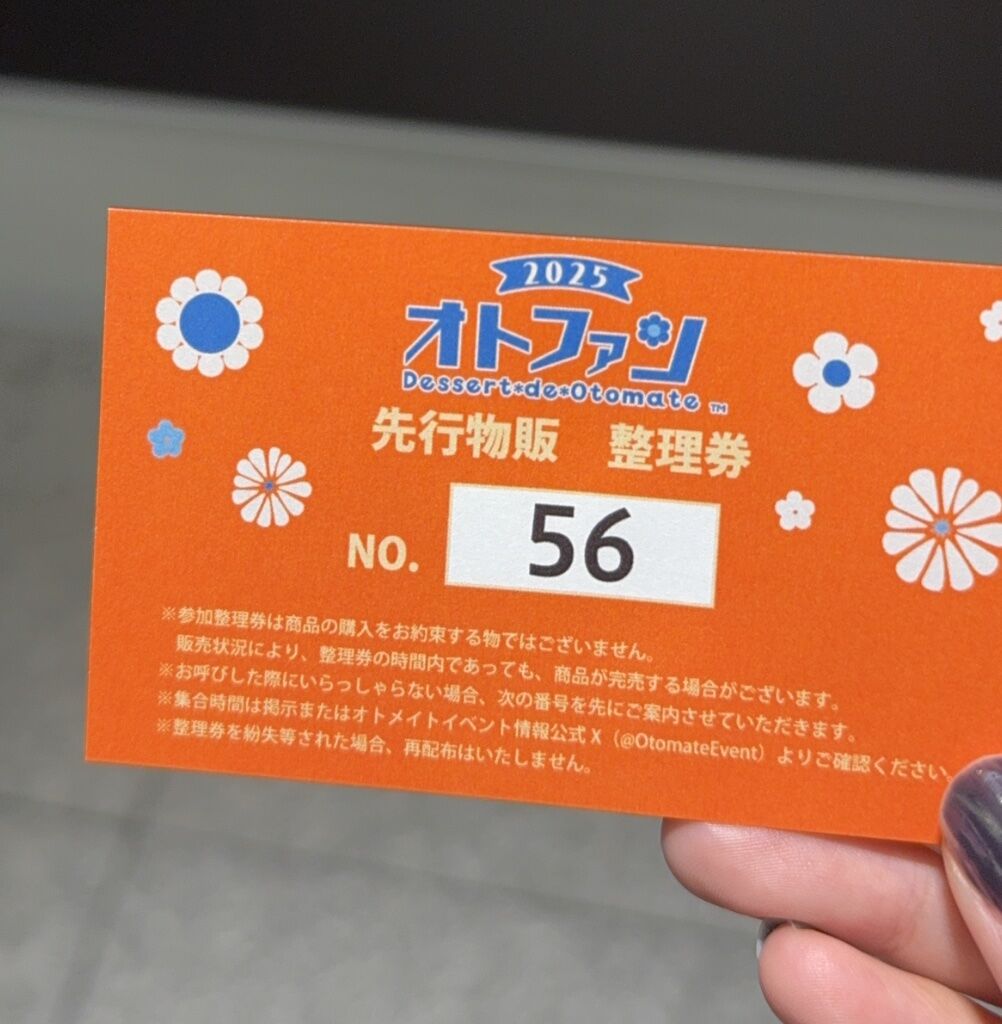 2025
オトファン
Dessert*de*Otomate TM
先行物販 整理券
NO. 56
※参加整理券は商品の購入をお約束する物ではございません。
販売状況により、整理券の時間内であっても、商品が完売する場合がございます。
※お呼びした際にいらっしゃらない場合、次の番号を先にご案内させていただきます。
※集合時間は掲示またはオトメイトイベント情報公式 X（@OtomateEvent）よりご確認ください。
※整理券を紛失等された場合、再配布はいたしません。